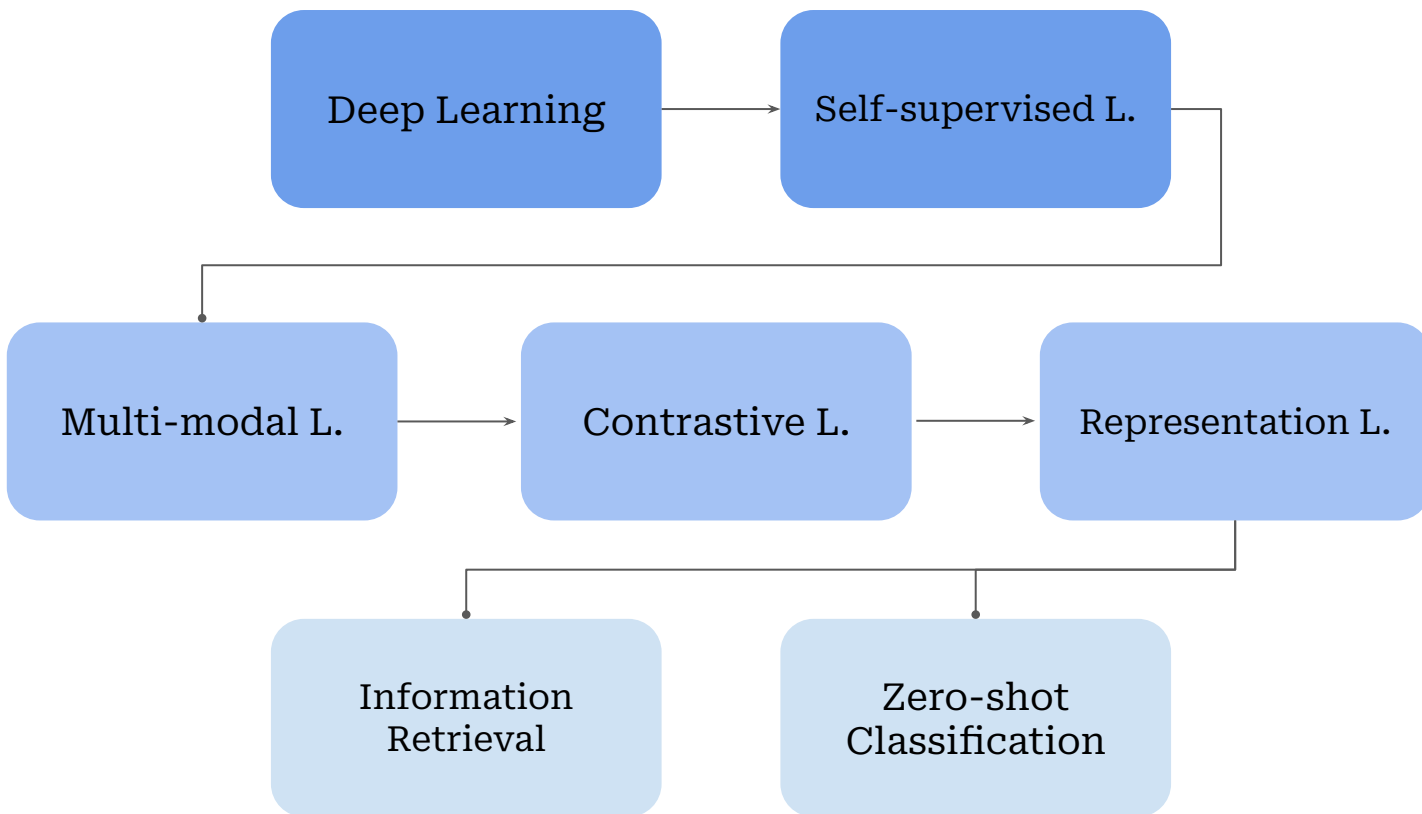 Deep Learning
Self-supervised L.
Multi-modal L.
Contrastive L.
Representation L.
Information
Retrieval
Zero-shot
Classification